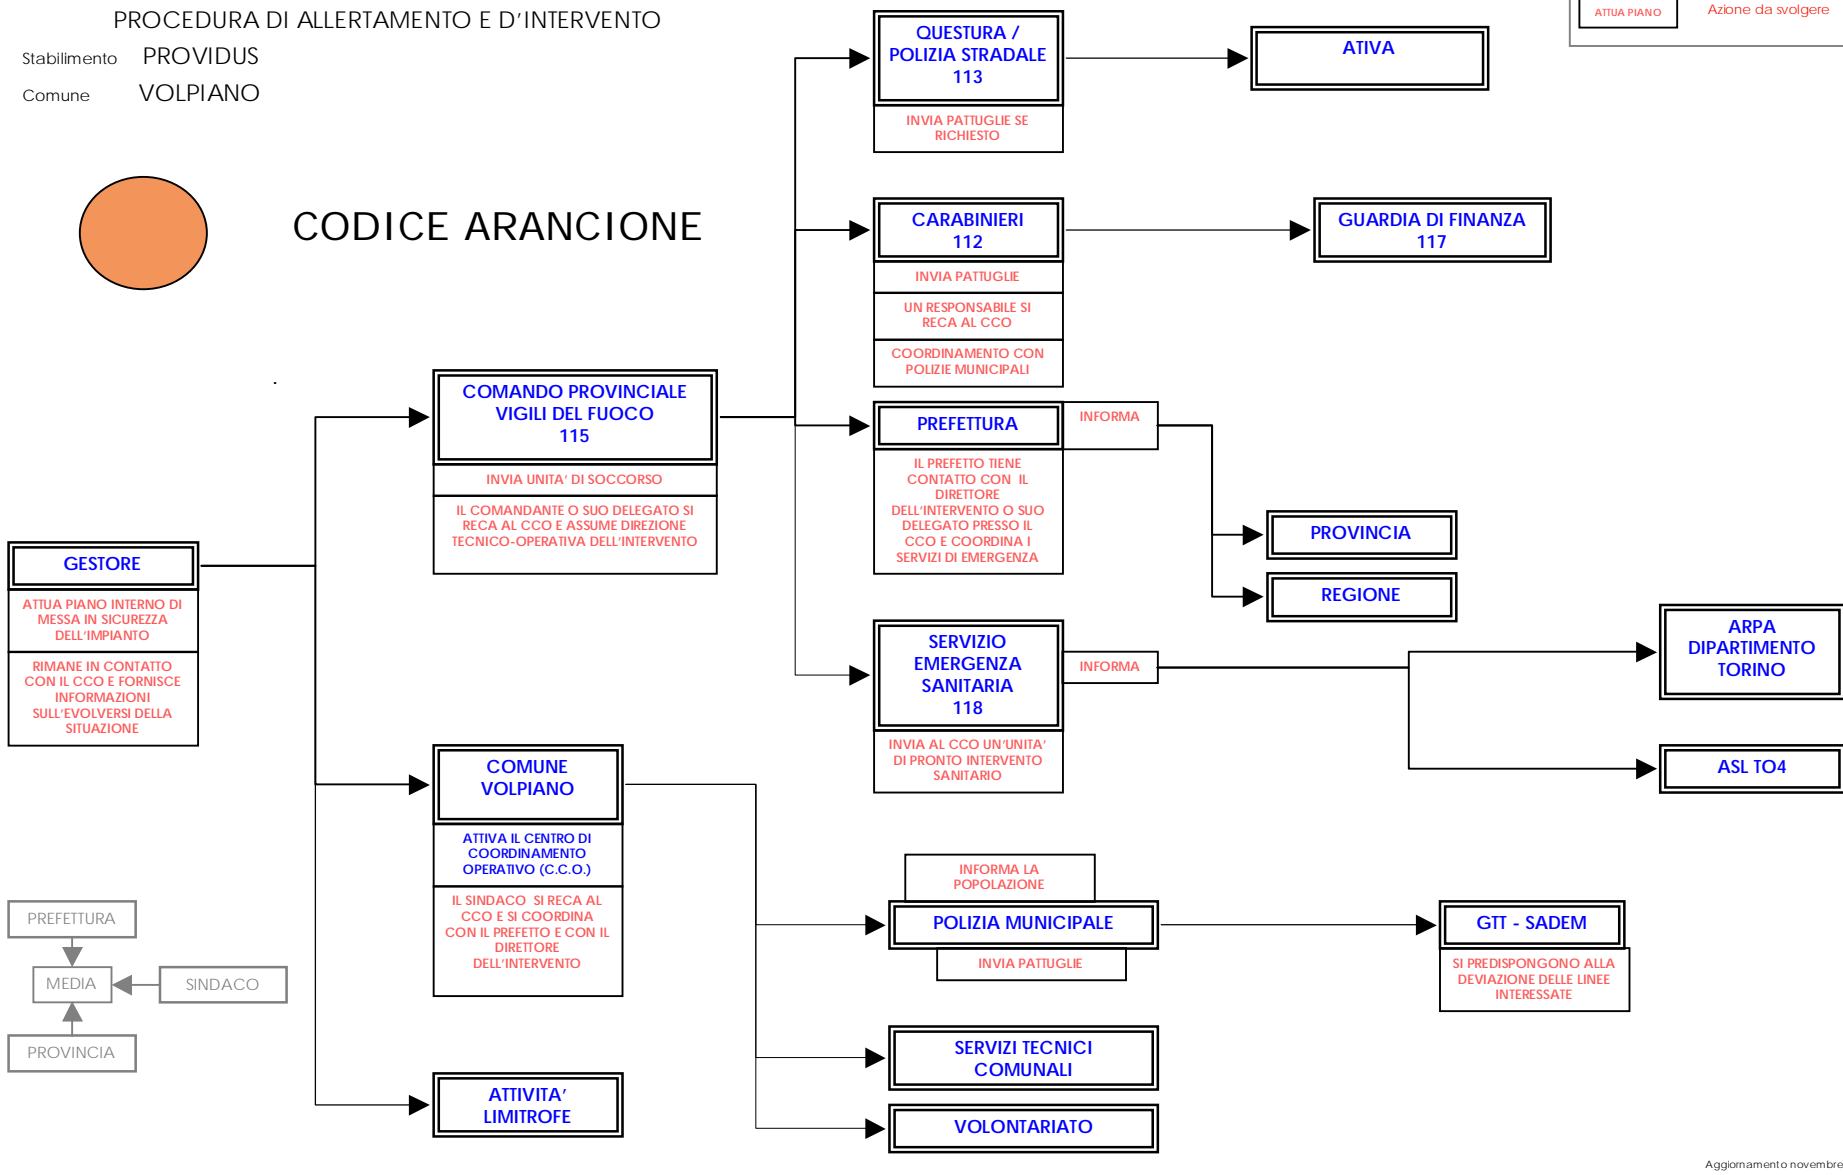 PROCEDURA DI ALLERTAMENTO E D'INTERVENTO
Stabilimento PROVIDUS
Comune VOLPIANO
CODICE ARANCIONE
ATTUA PIANO
Azione da svolgere
QUESTURA /
POLIZIA STRADALE
113
INVIA PATTUGLIE SE
RICHIESTO
ATIVA
CARABINIERI
112
INVIA PATTUGLIE
UN RESPONSABILE SI
RECA AL CCO
COORDINAMENTO CON
POLIZIE MUNICIPALI
GUARDIA DI FINANZA
117
COMANDO PROVINCIALE
VIGILI DEL FUOCO
115
INVIA UNITA' DI SOCCORSO
IL COMANDANTE O SUO DELEGATO SI
RECA AL CCO E ASSUME DIREZIONE
TECNICO-OPERATIVA DELL'INTERVENTO
PREFETTURA
INFORMA
IL PREFETTO TIENE
CONTATTO CON IL
DIRETTORE
DELL'INTERVENTO O SUO
DELEGATO PRESSO IL
CCO E COORDINA I
SERVIZI DI EMERGENZA
PROVINCIA
REGIONE
GESTORE
ATTUA PIANO INTERNO DI
MESSA IN SICUREZZA
DELL'IMPIANTO
RIMANE IN CONTATTO
CON IL CCO E FORNISCE
INFORMAZIONI
SULL'EVOLVERSI DELLA
SITUAZIONE
SERVIZIO
EMERGENZA
SANITARIA
118
INFORMA
INVIA AL CCO UN'UNITA'
DI PRONTO INTERVENTO
SANITARIO
ARPA
DIPARTIMENTO
TORINO
ASL TO4
COMUNE
VOLPIANO
ATTIVA IL CENTRO DI
COORDINAMENTO
OPERATIVO (C.C.O.)
IL SINDACO SI RECA AL
CCO E SI COORDINA
CON IL PREFETTO E CON IL
DIRETTORE
DELL'INTERVENTO
INFORMA LA
POPOLAZIONE
POLIZIA MUNICIPALE
INVIA PATTUGLIE
GTT - SADEM
SI PREDISPONGONO ALLA
DEVIAZIONE DELLE LINEE
INTERESSATE
PREFETTURA
MEDIA
SINDACO
PROVINCIA
SERVIZI TECNICI
COMUNALI
ATTIVITA'
LIMITROFE
VOLONTARIATO
Aggiornamento novembre